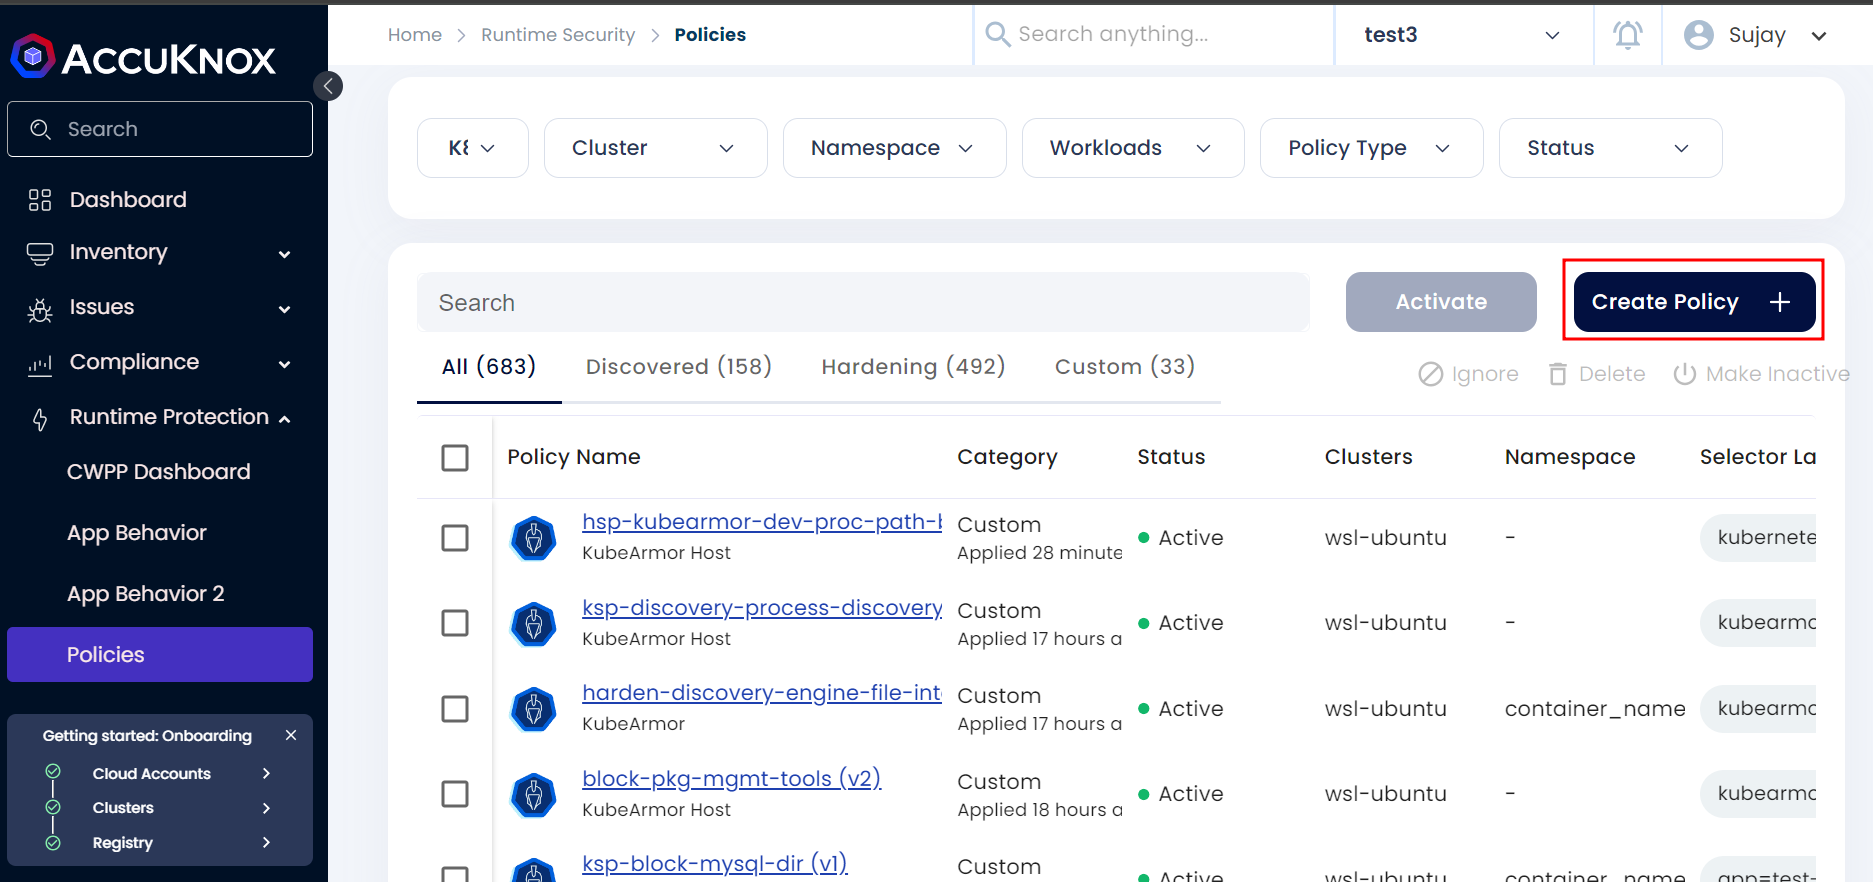 AccuKnox
Search
Dashboard
Inventory
Issues
Compliance
Runtime Protection
CWPP Dashboard
App Behavior
App Behavior 2
Policies
Getting started: Onboarding
Cloud Accounts
Clusters
Registry
Home > Runtime Security > Policies
Search anything...
test3
Sujay
K8
Cluster
Namespace
Workloads
Policy Type
Status
Search
Activate
Create Policy +
All (683)
Discovered (158)
Hardening (492)
Custom (33)
Ignore
Delete
Make Inactive
Policy Name Category Status Clusters Namespace Selector La
hsp-kubearmor-dev-proc-path-b Custom
KubeArmor Host Applied 28 minute Active wsl-ubuntu - kubernete
ksp-discovery-process-discovery Custom
KubeArmor Host Applied 17 hours a Active wsl-ubuntu - kubearmo
harden-discovery-engine-file-int Custom
KubeArmor Applied 17 hours a Active wsl-ubuntu container_name kubearmo
block-pkg-mgmt-tools (v2) Custom
KubeArmor Host Applied 18 hours a Active wsl-ubuntu - kubearmo
ksp-block-mysql-dir (v1) Custom
Active wsl-ubuntu container_name app=test-